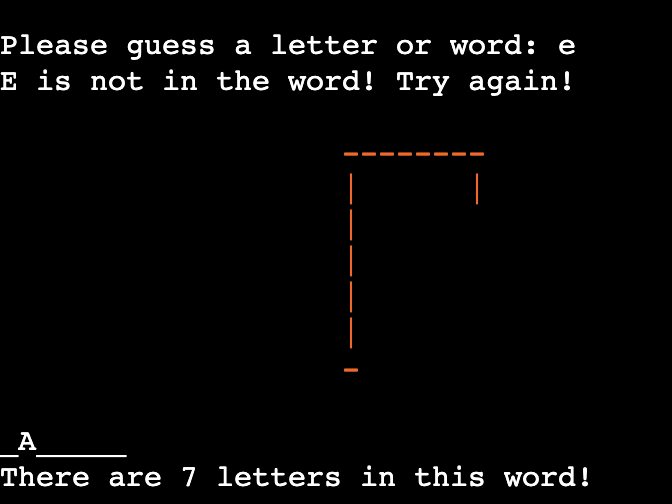 Please guess a letter or word: e
E is not in the word! Try again!
--------
|      |
|
|
|
|
-
_A_____
There are 7 letters in this word!